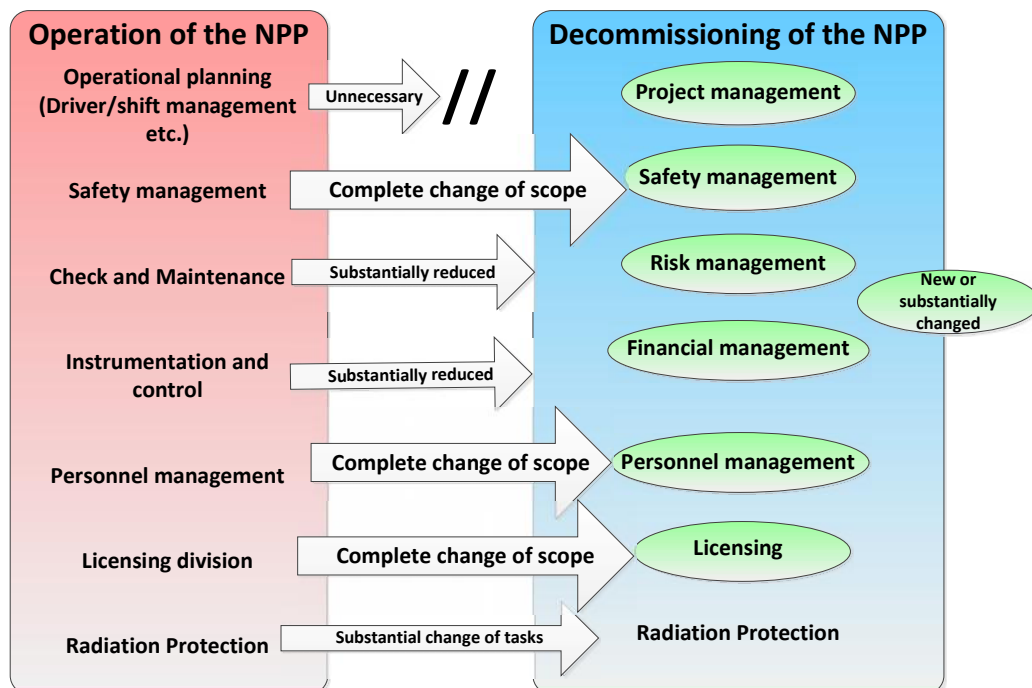 Operation of the NPP
Decommissioning of the NPP
Operational planning
(Driver/shift management
etc.)
Unnecessary
//
Project management
Safety management
Complete change of scope
Safety management
Check and Maintenance
Substantially reduced
Risk management
New or
substantially
changed
Instrumentation and
control
Substantially reduced
Financial management
Personnel management
Complete change of scope
Personnel management
Licensing division
Complete change of scope
Licensing
Radiation Protection
Substantial change of tasks
Radiation Protection